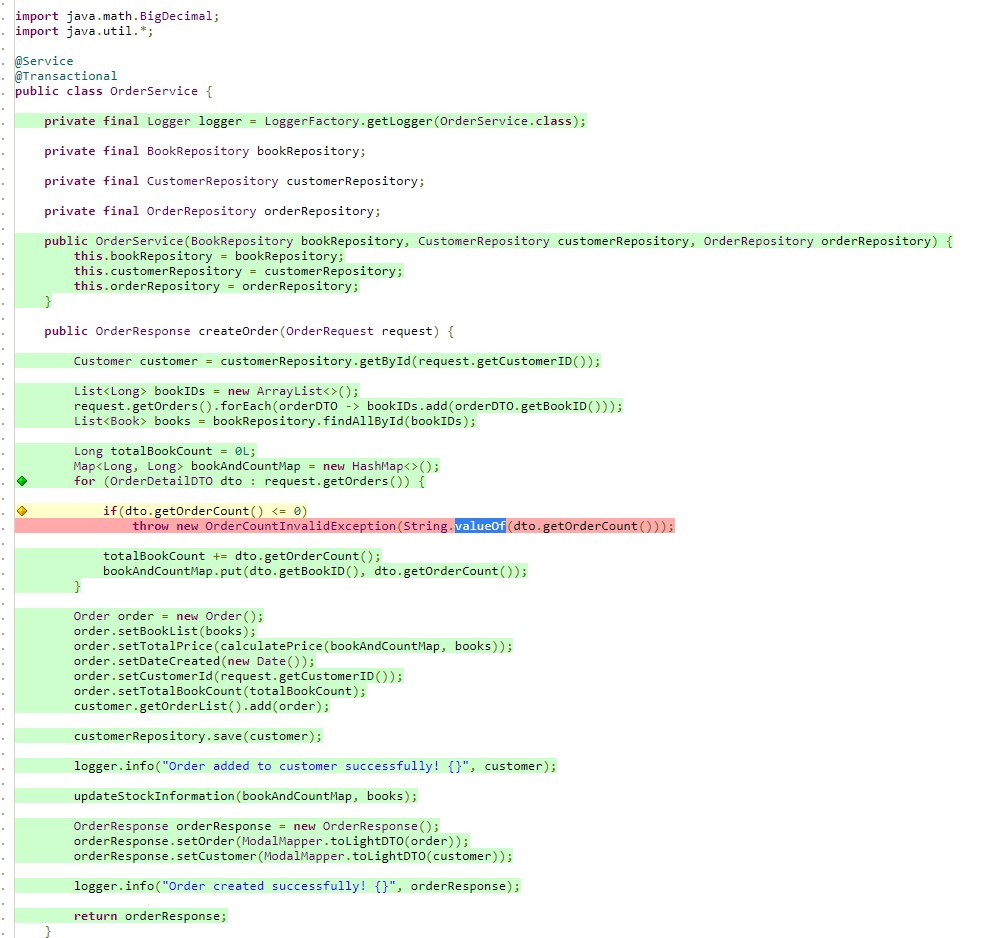 import java.math.BigDecimal;
import java.util.*;
@Service
@Transactional
public class OrderService {
    private final Logger logger = LoggerFactory.getLogger(OrderService.class);
    private final BookRepository bookRepository;
    private final CustomerRepository customerRepository;
    private final OrderRepository orderRepository;
    public OrderService(BookRepository bookRepository, CustomerRepository customerRepository, OrderRepository orderRepository) {
        this.bookRepository = bookRepository;
        this.customerRepository = customerRepository;
        this.orderRepository = orderRepository;
    }
    public OrderResponse createOrder(OrderRequest request) {
        Customer customer = customerRepository.getById(request.getCustomerID());
        List<Long> bookIDs = new ArrayList<>();
        request.getOrders().forEach(orderDTO -> bookIDs.add(orderDTO.getBookID()));
        List<Book> books = bookRepository.findAllById(bookIDs);
        Long totalBookCount = 0L;
        Map<Long, Long> bookAndCountMap = new HashMap<>();
        for (OrderDetailDTO dto : request.getOrders()) {
            if(dto.getOrderCount() <= 0)
                throw new OrderCountInvalidException(String.valueOf(dto.getOrderCount()));
            totalBookCount += dto.getOrderCount();
            bookAndCountMap.put(dto.getBookID(), dto.getOrderCount());
        }
        Order order = new Order();
        order.setBookList(books);
        order.setTotalPrice(calculatePrice(bookAndCountMap, books));
        order.setDateCreated(new Date());
        order.setCustomerId(request.getCustomerID());
        order.setTotalBookCount(totalBookCount);
        customer.getOrderList().add(order);
        customerRepository.save(customer);
        logger.info("Order added to customer successfully! {}", customer);
        updateStockInformation(bookAndCountMap, books);
        OrderResponse orderResponse = new OrderResponse();
        orderResponse.setOrder(ModalMapper.toLightDTO(order));
        orderResponse.setCustomer(ModalMapper.toLightDTO(customer));
        logger.info("Order created successfully! {}", orderResponse);
        return orderResponse;
    }